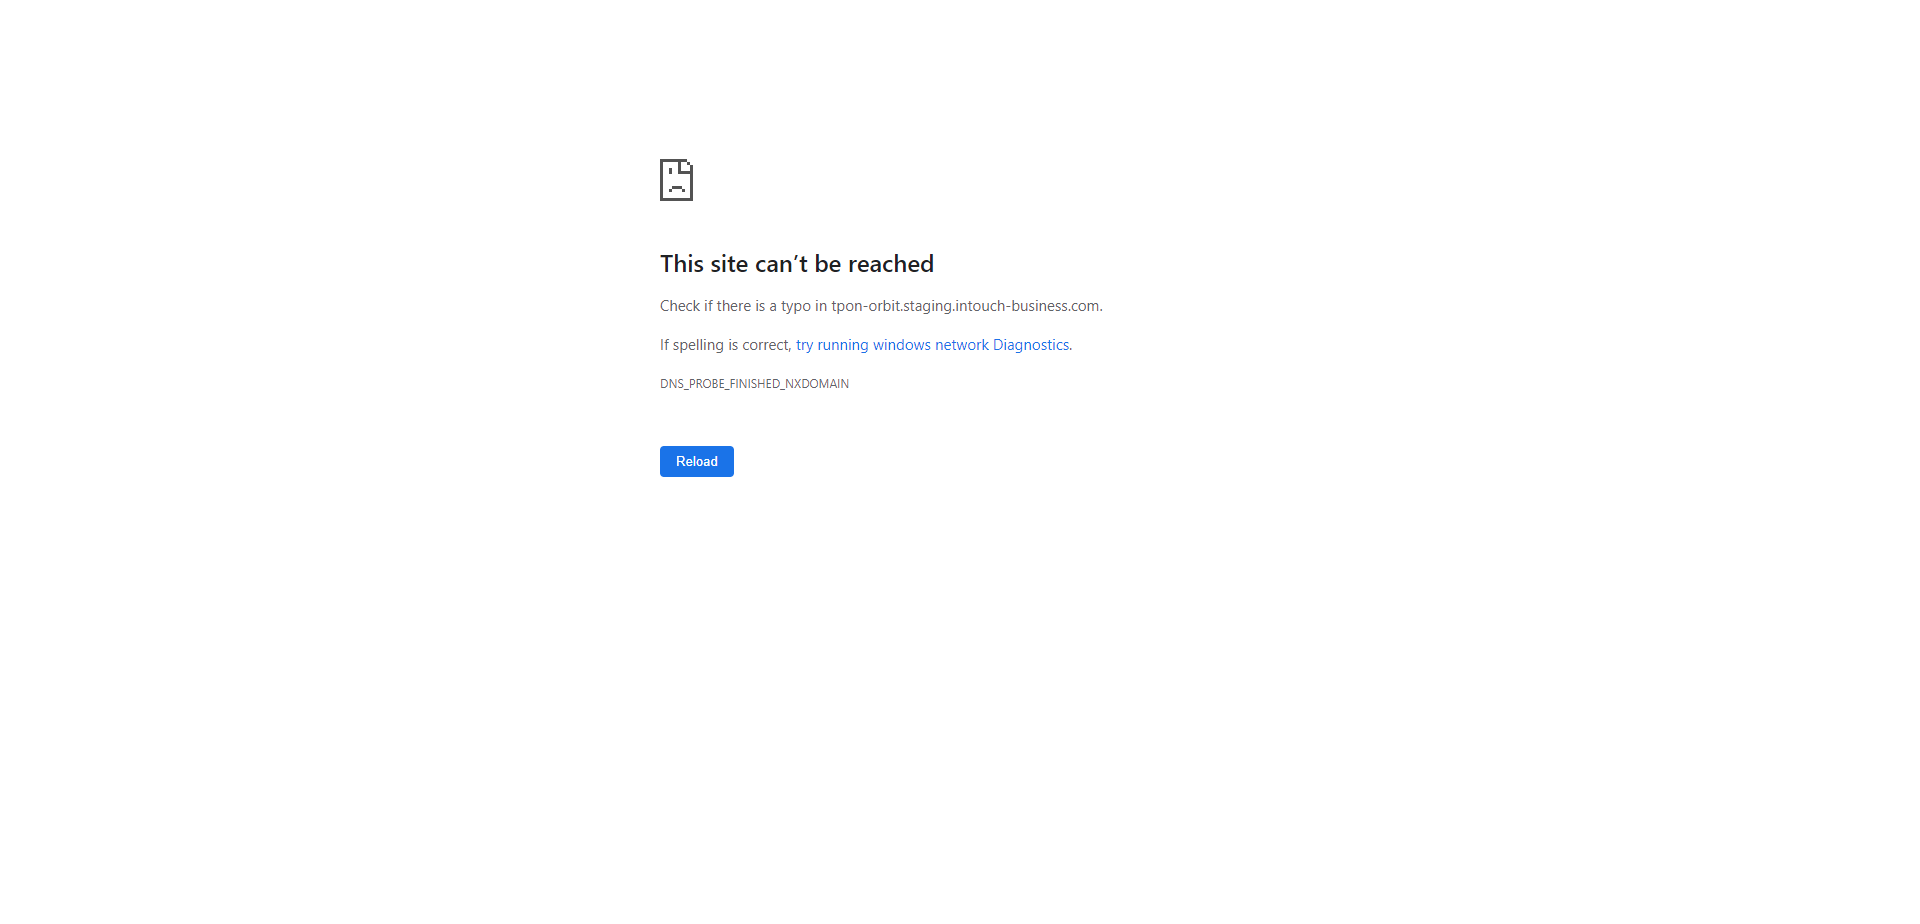 This site can’t be reached
Check if there is a typo in tpon-orbit.staging.intouch-business.com.
If spelling is correct, try running windows network Diagnostics.
DNS_PROBE_FINISHED_NXDOMAIN
Reload